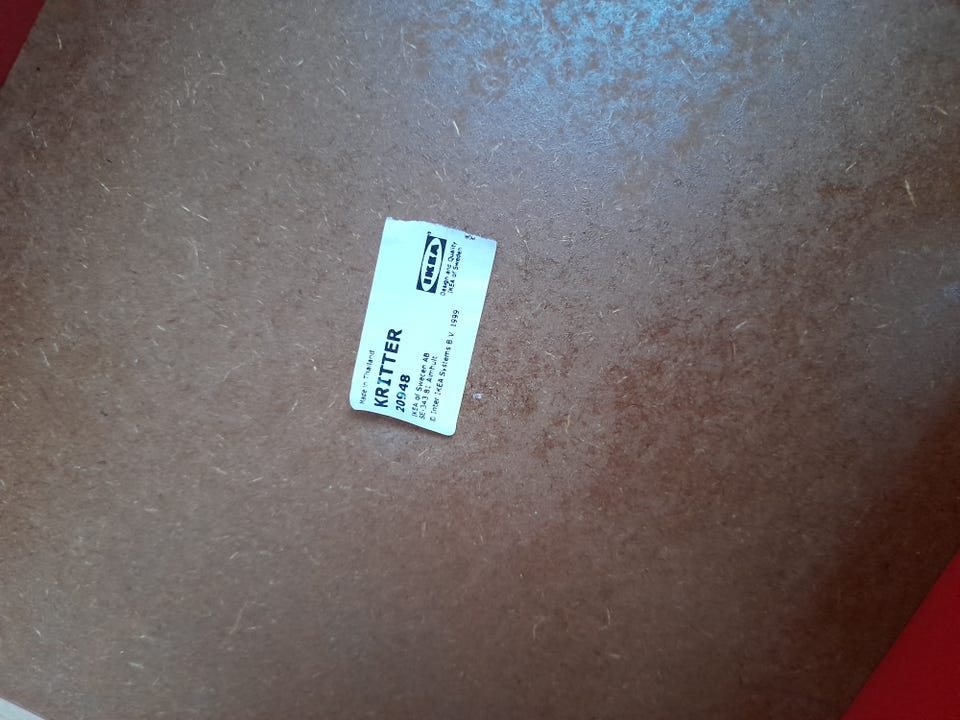 Made in Thailand
KRITTER
20948
IKEA of Sweden AB
SE-343 81 Älmhult
© Inter IKEA Systems B.V. 1999
IKEA®
Design and Quality
IKEA of Sweden